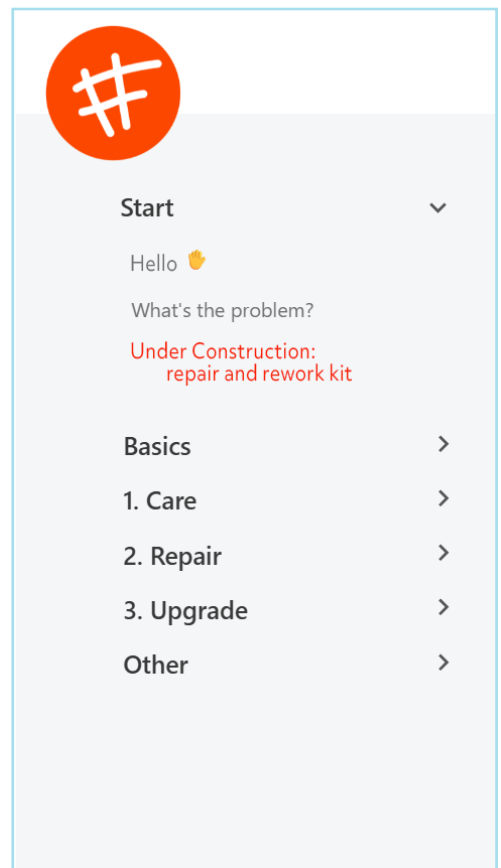 Start
Hello 🖐
What's the problem?
Under Construction:
repair and rework kit
Basics
1. Care
2. Repair
3. Upgrade
Other